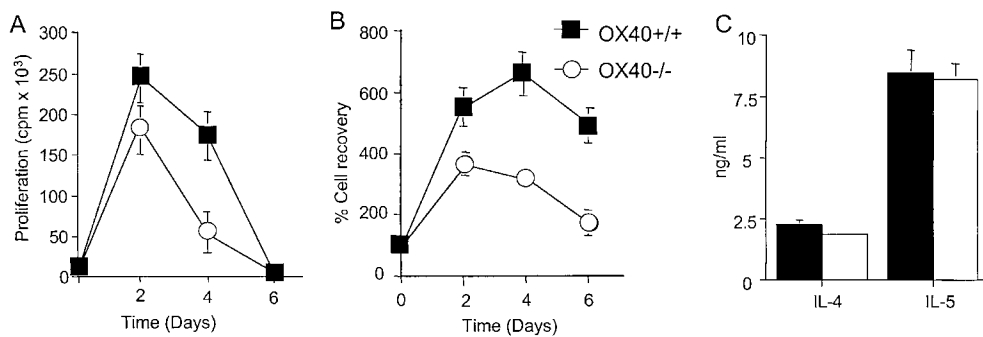 A
Proliferation (cpm x 10³)
300
250
200
150
100
50
0
2
4
6
Time (Days)
B
% Cell recovery
800
600
400
200
0
0
2
4
6
Time (Days)
OX40+/+
OX40-/-
C
ng/ml
10
7.5
5
2.5
0
IL-4
IL-5